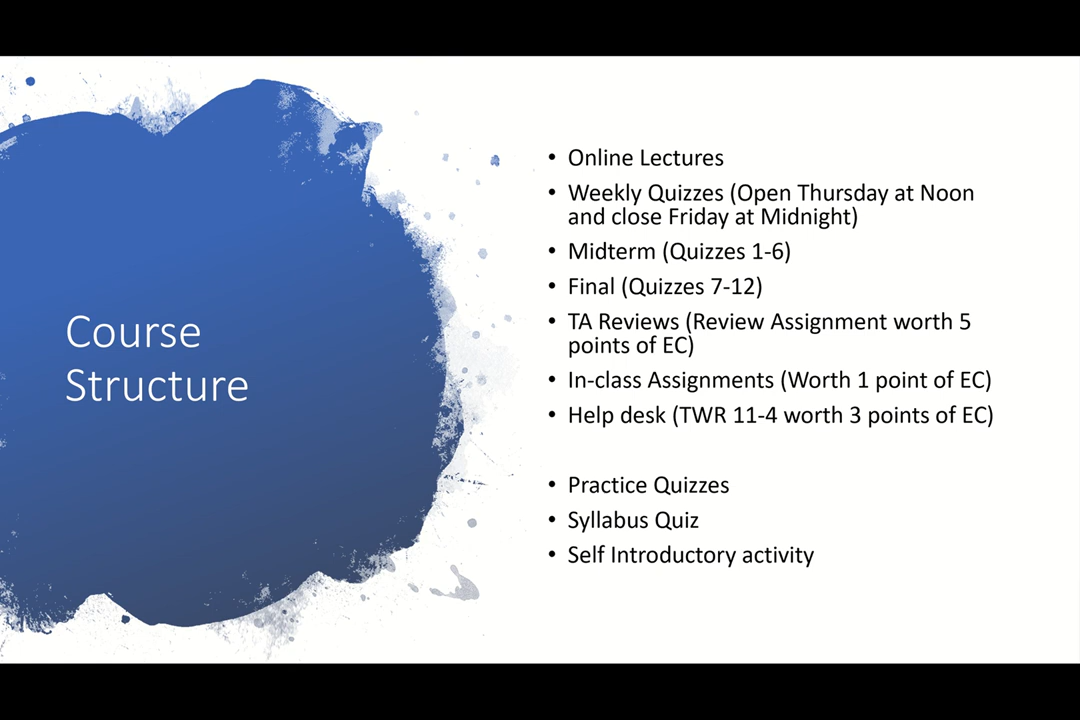 Course
Structure
• Online Lectures
• Weekly Quizzes (Open Thursday at Noon
and close Friday at Midnight)
• Midterm (Quizzes 1-6)
• Final (Quizzes 7-12)
• TA Reviews (Review Assignment worth 5
points of EC)
• In-class Assignments (Worth 1 point of EC)
• Help desk (TWR 11-4 worth 3 points of EC)
• Practice Quizzes
• Syllabus Quiz
• Self Introductory activity